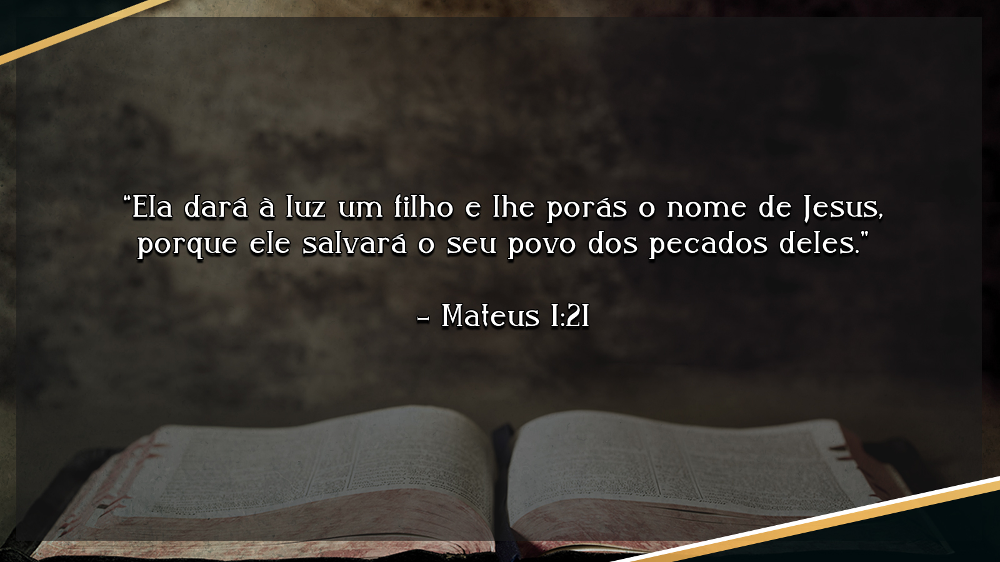 “Ela dará à luz um filho e lhe porás o nome de Jesus,
porque ele salvará o seu povo dos pecados deles.”
- Mateus 1:21